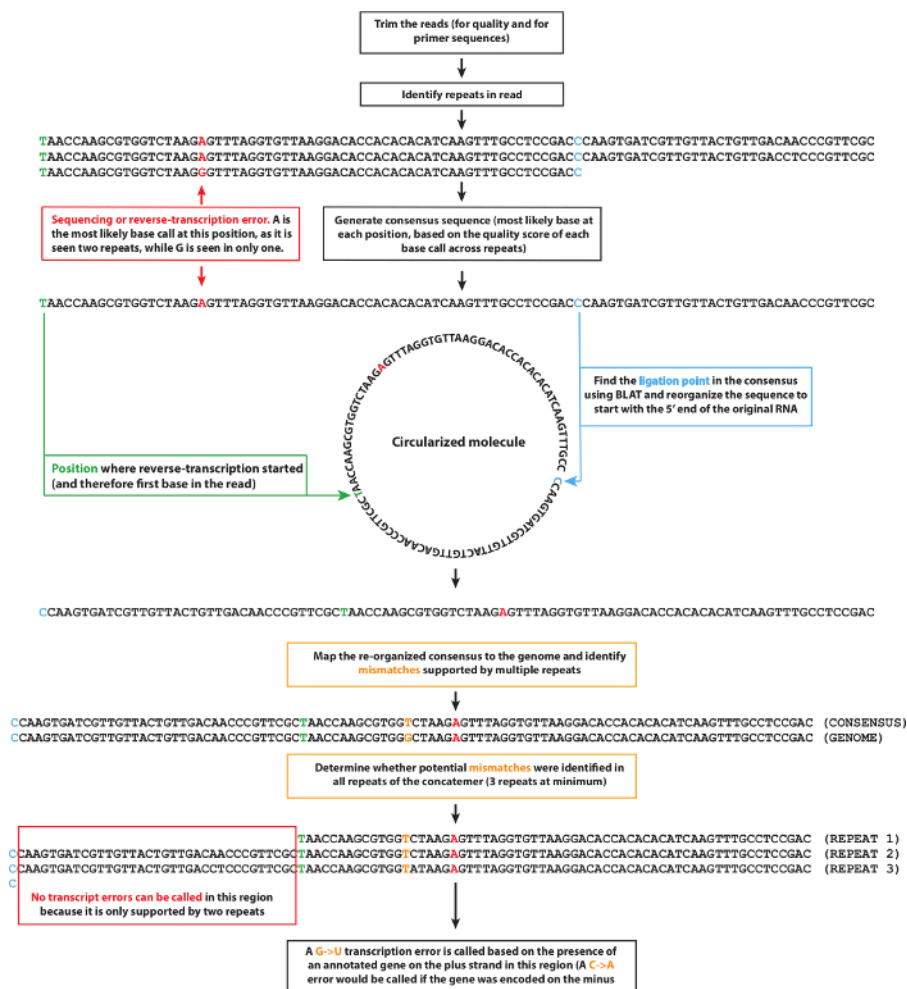 Trim the reads (for quality and for
primer sequences)
Identify repeats in read
TAACCAAGCGTGGTCTAAGAGTTTAGGTGTTAAGGACACCACACACATCAAGTTTGCCTCCGACCCAAGTGATCGTTGTTACTGTTGACAACCCGTTCGC
TAACCAAGCGTGGTCTAAGAGTTTAGGTGTTAAGGACACCACACACATCAAGTTTGCCTCCGACCCAAGTGATCGTTGTTACTGTTGACCTCCCGTTCGC
TAACCAAGCGTGGTCTAAGGGTTTAGGTGTTAAGGACACCACACACATCAAGTTTGCCTCCGACC
Sequencing or reverse-transcription error. A is
the most likely base call at this position, as it is
seen two repeats, while G is seen in only one.
Generate consensus sequence (most likely base at
each position, based on the quality score of each
base call across repeats)
TAACCAAGCGTGGTCTAAGAGTTTAGGTGTTAAGGACACCACACACATCAAGTTTGCCTCCGACCCAAGTGATCGTTGTTACTGTTGACAACCCGTTCGC
TAACCAAGCGTGGTCTAAGAGTTTAGGTGTTAAGGACACCACACACATCAAGTTTGCC CCAAGTGATCGTTGTTACTGTTGACAACCCGTTCGC
Circularized molecule
Find the ligation point in the consensus
using BLAT and reorganize the sequence to
start with the 5' end of the original RNA
Position where reverse-transcription started
(and therefore first base in the read)
CCAAGTGATCGTTGTTACTGTTGACAACCCGTTCGCTAACCAAGCGTGGTCTAAGAGTTTAGGTGTTAAGGACACCACACACATCAAGTTTGCCTCCGAC
Map the re-organized consensus to the genome and identify
mismatches supported by multiple repeats
CCAAGTGATCGTTGTTACTGTTGACAACCCGTTCGCTAACCAAGCGTGGTCTAAGAGTTTAGGTGTTAAGGACACCACACACATCAAGTTTGCCTCCGAC (CONSENSUS)
CCAAGTGATCGTTGTTACTGTTGACAACCCGTTCGCTAACCAAGCGTGGGCTAAGAGTTTAGGTGTTAAGGACACCACACACATCAAGTTTGCCTCCGAC (GENOME)
Determine whether potential mismatches were identified in
all repeats of the concatemer (3 repeats at minimum)
TAACCAAGCGTGGTCTAAGAGTTTAGGTGTTAAGGACACCACACACATCAAGTTTGCCTCCGAC (REPEAT 1)
CCAAGTGATCGTTGTTACTGTTGACAACCCGTTCGCTAACCAAGCGTGGTCTAAGAGTTTAGGTGTTAAGGACACCACACACATCAAGTTTGCCTCCGAC (REPEAT 2)
CCAAGTGATCGTTGTTACTGTTGACCTCCCGTTCGCTAACCAAGCGTGGTATAAGAGTTTAGGTGTTAAGGACACCACACACATCAAGTTTGCCTCCGAC (REPEAT 3)
C
No transcript errors can be called in this region
because it is only supported by two repeats
A G->U transcription error is called based on the presence of
an annotated gene on the plus strand in this region (A C->A
error would be called if the gene was encoded on the minus